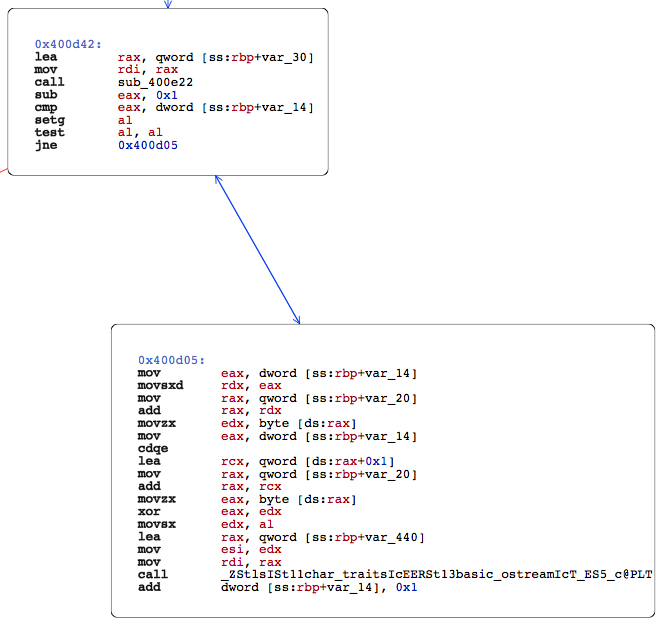 0x400d42:
lea rax, qword [ss:rbp+var_30]
mov rdi, rax
call sub_400e22
sub eax, 0x1
cmp eax, dword [ss:rbp+var_14]
setg al
test al, al
jne 0x400d05
0x400d05:
mov eax, dword [ss:rbp+var_14]
movsxd rdx, eax
mov rax, qword [ss:rbp+var_20]
add rax, rdx
movzx edx, byte [ds:rax]
mov eax, dword [ss:rbp+var_14]
cdqe
lea rcx, qword [ds:rax+0x1]
mov rax, qword [ss:rbp+var_20]
add rax, rcx
movzx eax, byte [ds:rax]
xor eax, edx
movsx edx, al
lea rax, qword [ss:rbp+var_440]
mov esi, edx
mov rdi, rax
call _ZStlsISt11char_traitsIcEERSt13basic_ostreamIcT_ES5_c@PLT
add dword [ss:rbp+var_14], 0x1